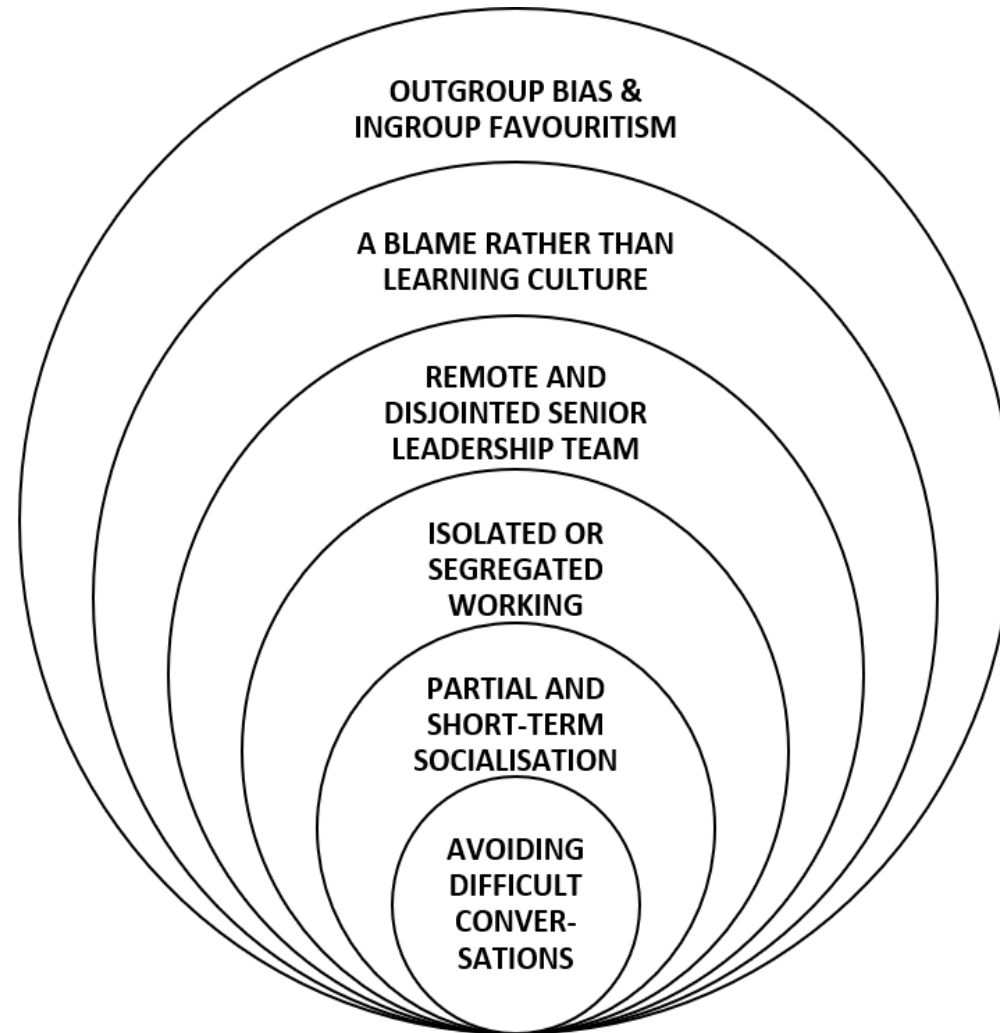 OUTGROUP BIAS &
INGROUP FAVOURITISM
A BLAME RATHER THAN
LEARNING CULTURE
REMOTE AND
DISJOINTED SENIOR
LEADERSHIP TEAM
ISOLATED OR
SEGREGATED
WORKING
PARTIAL AND
SHORT-TERM
SOCIALISATION
AVOIDING
DIFFICULT
CONVER-
SATIONS